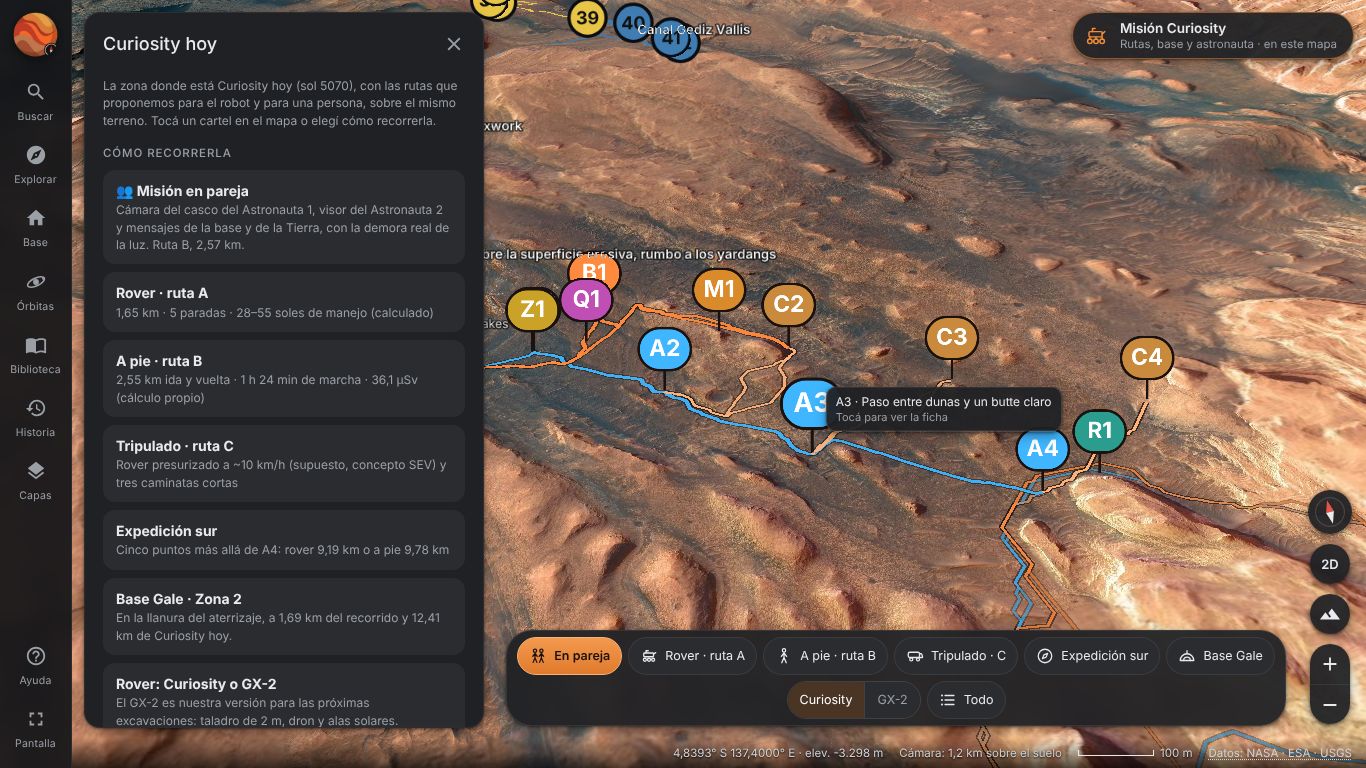 Buscar
Explorar
Base
Órbitas
Biblioteca
Historia
Capas
Ayuda
Pantalla
Curiosity hoy
La zona donde está Curiosity hoy (sol 5070), con las rutas que
proponemos para el robot y para una persona, sobre el mismo
terreno. Tocá un cartel en el mapa o elegí cómo recorrerla.
CÓMO RECORRERLA
Misión en pareja
Cámara del casco del Astronauta 1, visor del Astronauta 2
y mensajes de la base y de la Tierra, con la demora real de
la luz. Ruta B, 2,57 km.
Rover · ruta A
1,65 km · 5 paradas · 28–55 soles de manejo (calculado)
A pie · ruta B
2,55 km ida y vuelta · 1 h 24 min de marcha · 36,1 µSv
(cálculo propio)
Tripulado · ruta C
Rover presurizado a ~10 km/h (supuesto, concepto SEV) y
tres caminatas cortas
Expedición sur
Cinco puntos más allá de A4: rover 9,19 km o a pie 9,78 km
Base Gale · Zona 2
En la llanura del aterrizaje, a 1,69 km del recorrido y 12,41
km de Curiosity hoy.
Rover: Curiosity o GX-2
El GX-2 es nuestra versión para las próximas
excavaciones: taladro de 2 m, dron y alas solares.
39
40
41
Canal Gediz Vallis
Misión Curiosity
Rutas, base y astronauta · en este mapa
xwork
bre la superficie erosiva, rumbo a los yardangs
akes
B1
Z1
Q1
M1
C2
A2
C3
C4
A3
A3 · Paso entre dunas y un butte claro
Tocá para ver la ficha
A4
R1
2D
En pareja
Rover · ruta A
A pie · ruta B
Tripulado · C
Expedición sur
Base Gale
Curiosity
GX-2
Todo
4,8393° S 137,4000° E · elev. -3.298 m
Cámara: 1,2 km sobre el suelo
100 m
Datos: NASA · ESA · USGS